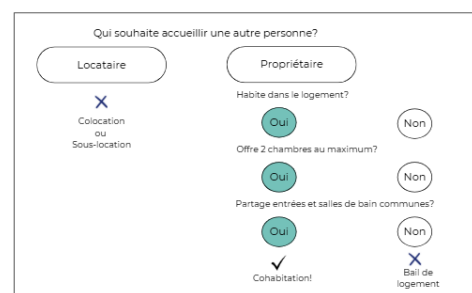 Qui souhaite accueillir une autre personne?
Locataire
Propriétaire
Colocation
ou
Sous-location
Habite dans le logement?
Oui
Non
Offre 2 chambres au maximum?
Oui
Non
Partage entrées et salles de bain communes?
Oui
Non
Cohabitation!
Bail de
logement